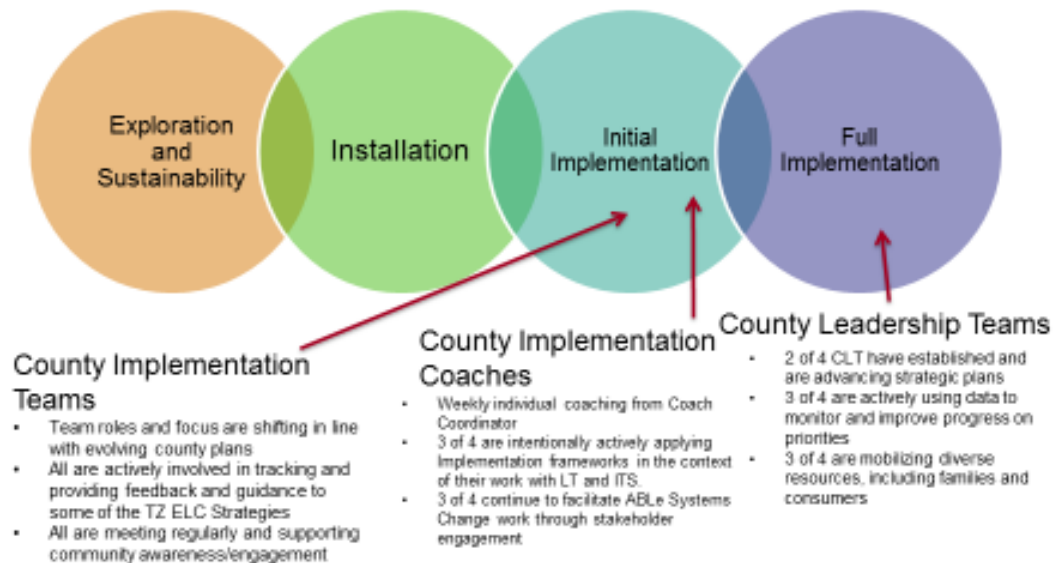 Exploration
and
Sustainability
Installation
Initial
Implementation
Full
Implementation
County Implementation
Teams
• Team roles and focus are shifting in line
with evolving county plans
• All are actively involved in tracking and
providing feedback and guidance to
some of the TZ ELC Strategies
• All are meeting regularly and supporting
community awareness/engagement
County Implementation
Coaches
• Weekly individual coaching from Coach
Coordinator
• 3 of 4 are intentionally actively applying
Implementation frameworks in the context
of their work with LT and ITS.
• 3 of 4 continue to facilitate ABLe Systems
Change work through stakeholder
engagement
County Leadership Teams
• 2 of 4 CLT have established and
are advancing strategic plans
• 3 of 4 are actively using data to
monitor and improve progress on
priorities
• 3 of 4 are mobilizing diverse
resources, including families and
consumers